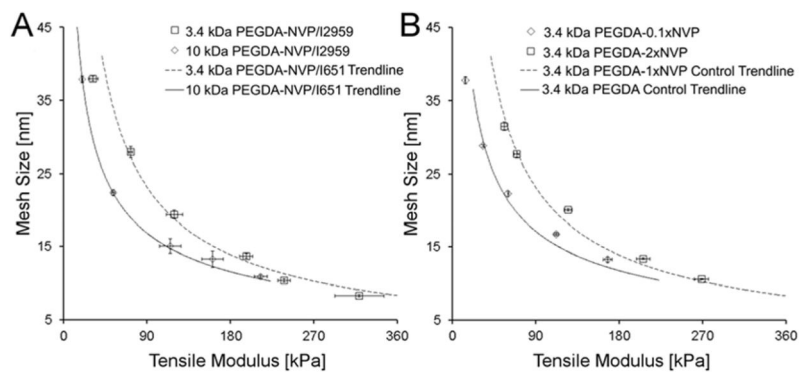 A
3.4 kDa PEGDA-NVP/I2959
10 kDa PEGDA-NVP/I2959
3.4 kDa PEGDA-NVP/I651 Trendline
10 kDa PEGDA-NVP/I651 Trendline
45
35
25
15
5
Mesh Size [nm]
0 90 180 270 360
Tensile Modulus [kPa]
B
3.4 kDa PEGDA-0.1xNVP
3.4 kDa PEGDA-2xNVP
3.4 kDa PEGDA-1xNVP Control Trendline
3.4 kDa PEGDA Control Trendline
45
35
25
15
5
Mesh Size [nm]
0 90 180 270 360
Tensile Modulus [kPa]